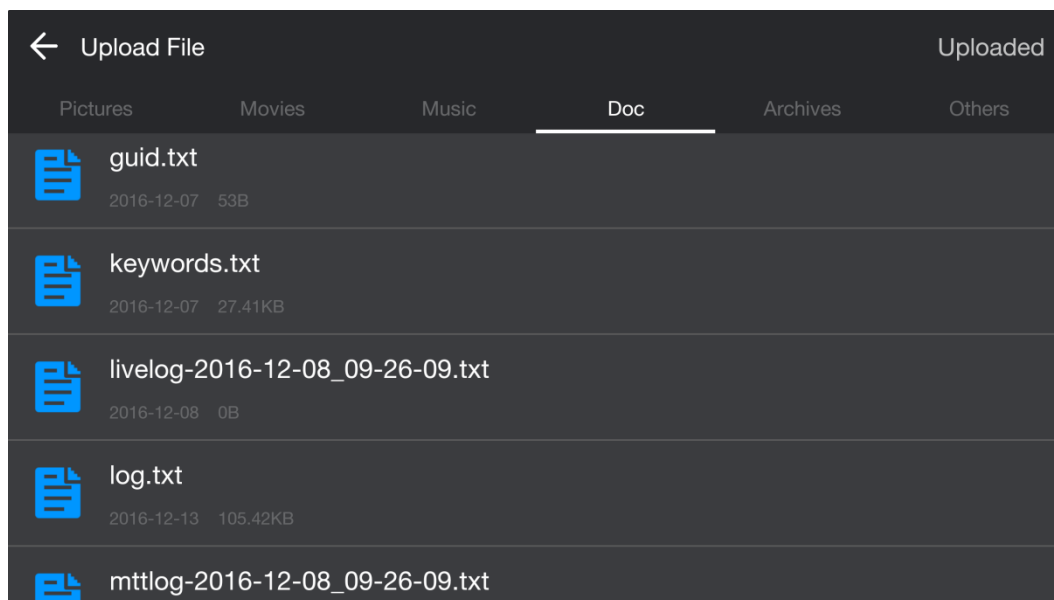 Upload File
Uploaded
Pictures Movies Music Doc Archives Others
guid.txt
2016-12-07 53B
keywords.txt
2016-12-07 27.41KB
livelog-2016-12-08_09-26-09.txt
2016-12-08 0B
log.txt
2016-12-13 105.42KB
mttlog-2016-12-08_09-26-09.txt